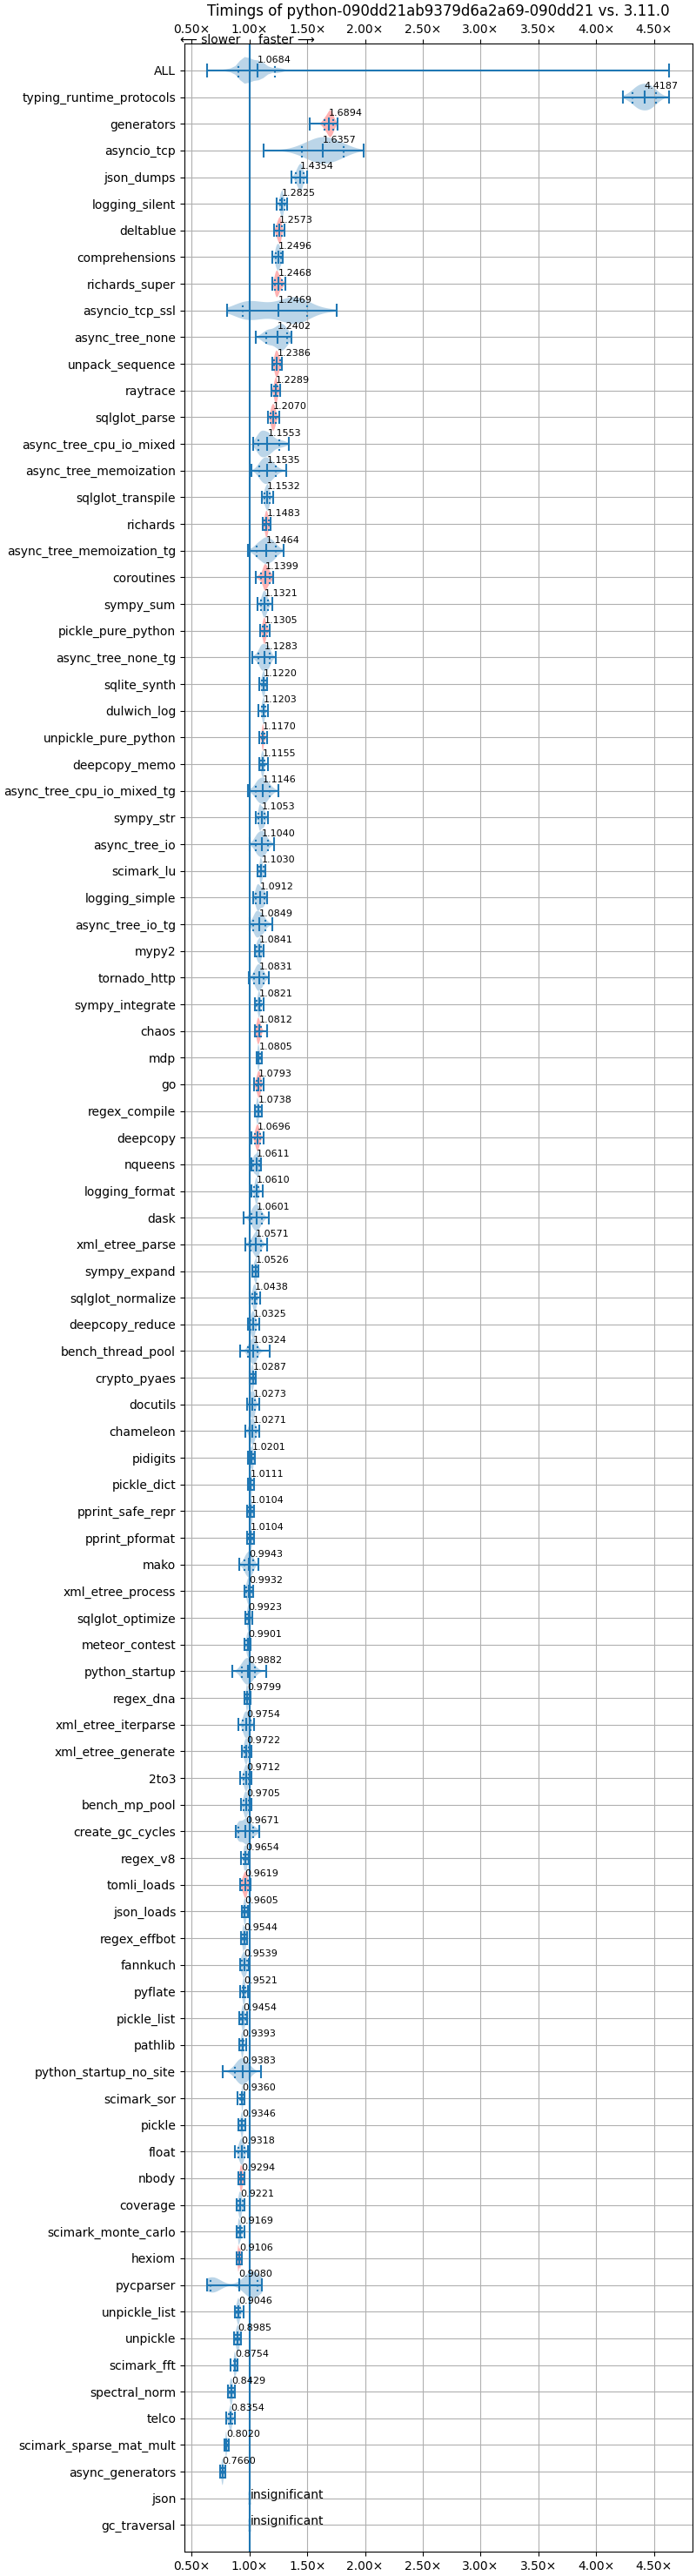 Timings of python-090dd21ab9379d6a2a69-090dd21 vs. 3.11.0
0.50× 1.00× 1.50× 2.00× 2.50× 3.00× 3.50× 4.00× 4.50×
⟵ slower faster ⟶
ALL 1.0684
typing_runtime_protocols 4.4187
generators 1.6894
asyncio_tcp 1.6357
json_dumps 1.4354
logging_silent 1.2825
deltablue 1.2573
comprehensions 1.2496
richards_super 1.2468
asyncio_tcp_ssl 1.2469
async_tree_none 1.2402
unpack_sequence 1.2386
raytrace 1.2289
sqlglot_parse 1.2070
async_tree_cpu_io_mixed 1.1553
async_tree_memoization 1.1535
sqlglot_transpile 1.1532
richards 1.1483
async_tree_memoization_tg 1.1464
coroutines 1.1399
sympy_sum 1.1321
pickle_pure_python 1.1305
async_tree_none_tg 1.1283
sqlite_synth 1.1220
dulwich_log 1.1203
unpickle_pure_python 1.1170
deepcopy_memo 1.1155
async_tree_cpu_io_mixed_tg 1.1146
sympy_str 1.1053
async_tree_io 1.1040
scimark_lu 1.1030
logging_simple 1.0912
async_tree_io_tg 1.0849
mypy2 1.0841
tornado_http 1.0831
sympy_integrate 1.0821
chaos 1.0812
mdp 1.0805
go 1.0793
regex_compile 1.0738
deepcopy 1.0696
nqueens 1.0611
logging_format 1.0610
dask 1.0601
xml_etree_parse 1.0571
sympy_expand 1.0526
sqlglot_normalize 1.0438
deepcopy_reduce 1.0325
bench_thread_pool 1.0324
crypto_pyaes 1.0287
docutils 1.0273
chameleon 1.0271
pidigits 1.0201
pickle_dict 1.0111
pprint_safe_repr 1.0104
pprint_pformat 1.0104
mako 0.9943
xml_etree_process 0.9932
sqlglot_optimize 0.9923
meteor_contest 0.9901
python_startup 0.9882
regex_dna 0.9799
xml_etree_iterparse 0.9754
xml_etree_generate 0.9722
2to3 0.9712
bench_mp_pool 0.9705
create_gc_cycles 0.9671
regex_v8 0.9654
tomli_loads 0.9619
json_loads 0.9605
regex_effbot 0.9544
fannkuch 0.9539
pyflate 0.9521
pickle_list 0.9454
pathlib 0.9393
python_startup_no_site 0.9383
scimark_sor 0.9360
pickle 0.9346
float 0.9318
nbody 0.9294
coverage 0.9221
scimark_monte_carlo 0.9169
hexiom 0.9106
pycparser 0.9080
unpickle_list 0.9046
unpickle 0.8985
scimark_fft 0.8754
spectral_norm 0.8429
telco 0.8354
scimark_sparse_mat_mult 0.8020
async_generators 0.7660
json insignificant
gc_traversal insignificant
0.50× 1.00× 1.50× 2.00× 2.50× 3.00× 3.50× 4.00× 4.50×